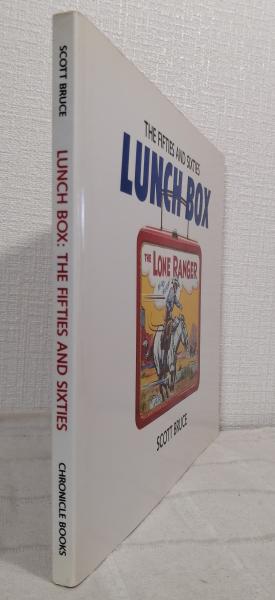 SCOTT BRUCE
LUNCH BOX: THE FIFTIES AND SIXTIES
CHRONICLE BOOKS
THE FIFTIES AND SIXTIES
LUNCH BOX
THE LONE RANGER
SCOTT BRUCE